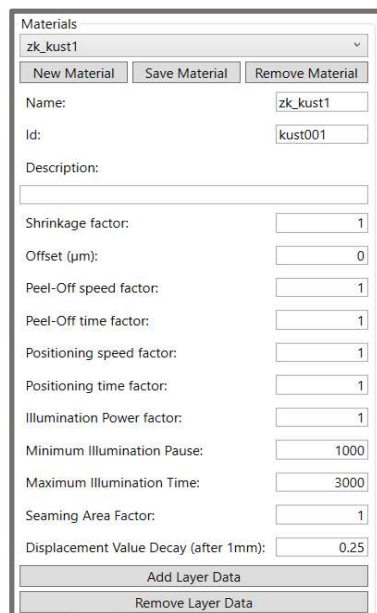 Materials
zk_kust1
New Material Save Material Remove Material
Name: zk_kust1
Id: kust001
Description:
Shrinkage factor: 1
Offset (µm): 0
Peel-Off speed factor: 1
Peel-Off time factor: 1
Positioning speed factor: 1
Positioning time factor: 1
Illumination Power factor: 1
Minimum Illumination Pause: 1000
Maximum Illumination Time: 3000
Seaming Area Factor: 1
Displacement Value Decay (after 1mm): 0.25
Add Layer Data
Remove Layer Data